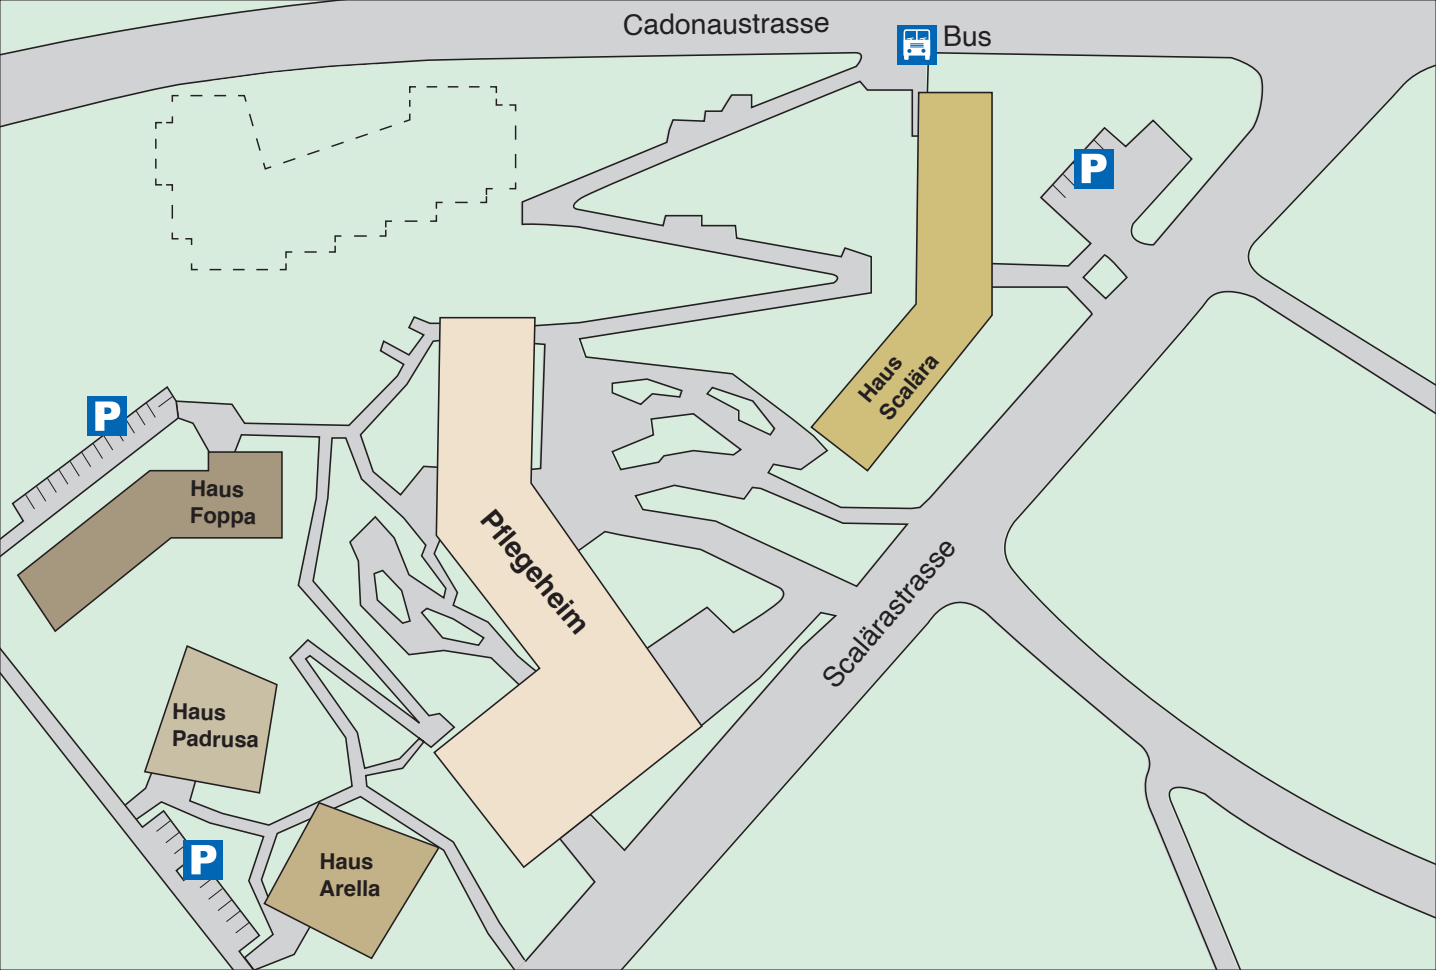 Cadonaustrasse
Bus
P
Haus
Scalära
P
Haus
Foppa
Pflegeheim
Scalärastrasse
Haus
Padrusa
P
Haus
Arella